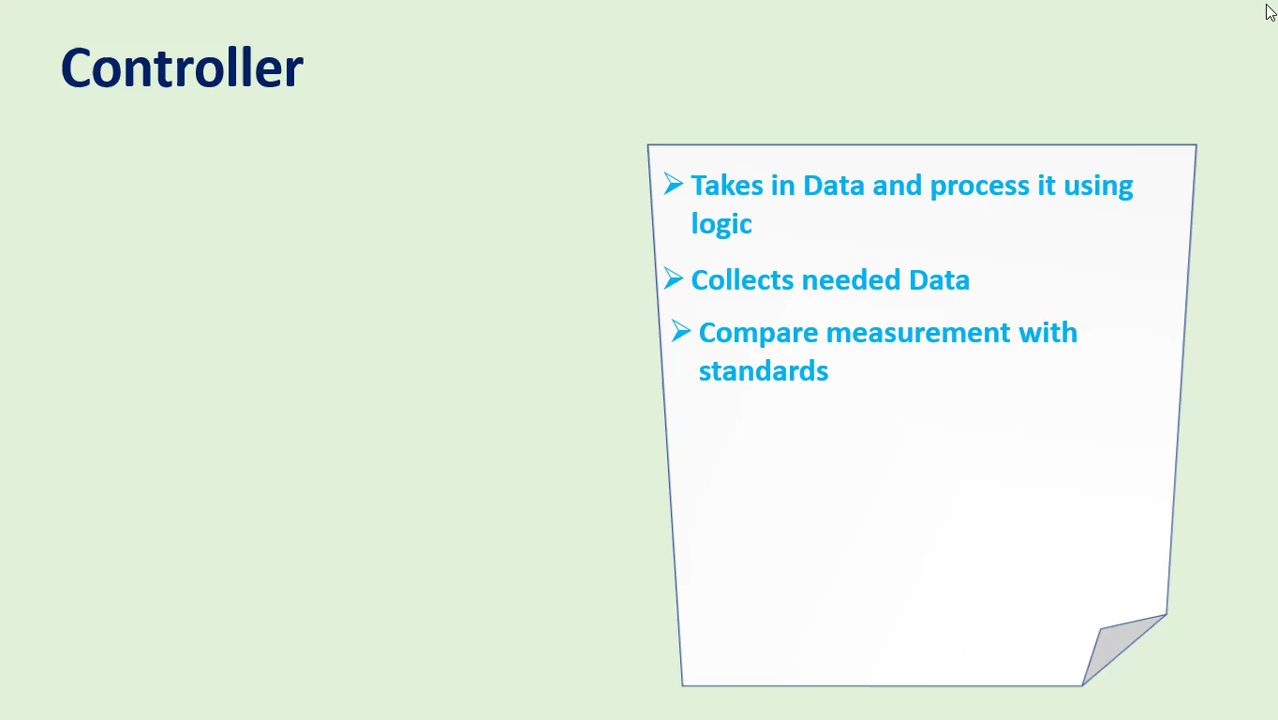 Controller
➢ Takes in Data and process it using
logic
➢ Collects needed Data
➢ Compare measurement with
standards